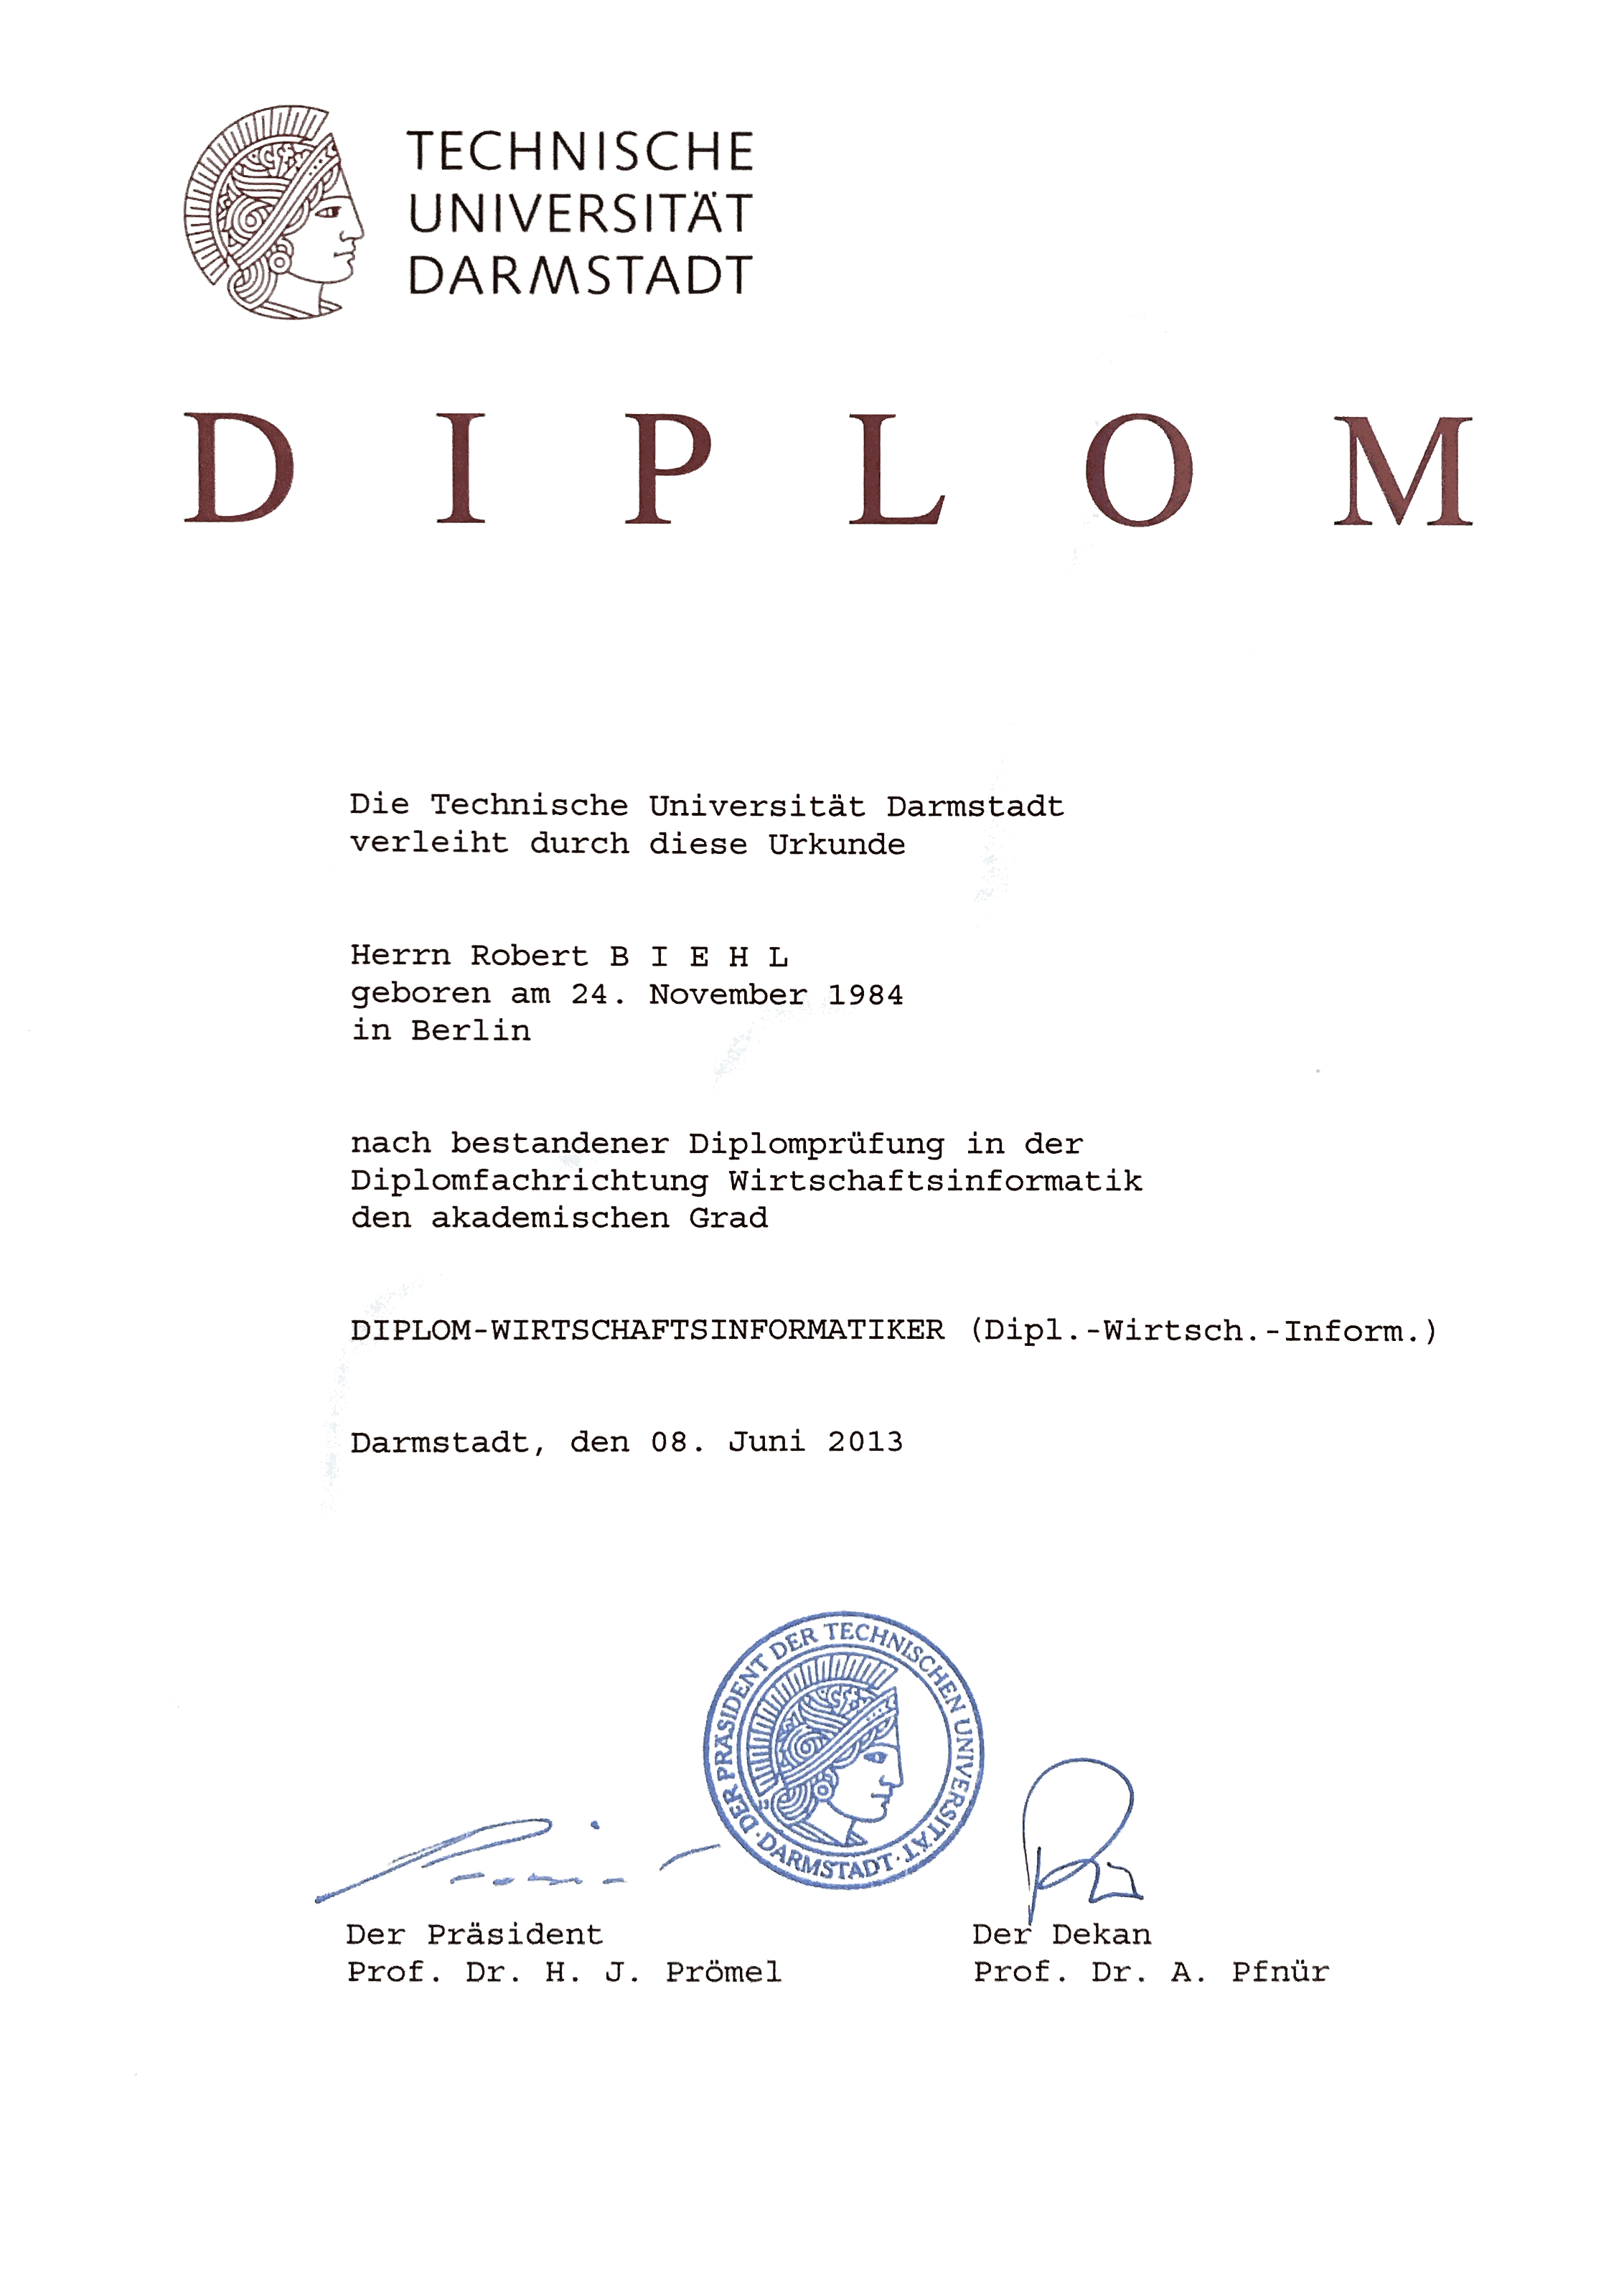 TECHNISCHE
UNIVERSITÄT
DARMSTADT
DIPLOM
Die Technische Universität Darmstadt
verleiht durch diese Urkunde
Herrn Robert B I E H L
geboren am 24. November 1984
in Berlin
nach bestandener Diplomprüfung in der
Diplomfachrichtung Wirtschaftsinformatik
den akademischen Grad
DIPLOM-WIRTSCHAFTSINFORMATIKER (Dipl.-Wirtsch.-Inform.)
Darmstadt, den 08. Juni 2013
DER PRÄSIDENT DER TECHNISCHEN UNIVERSITÄT · DARMSTADT ·
Der Präsident
Prof. Dr. H. J. Prömel
Der Dekan
Prof. Dr. A. Pfnür